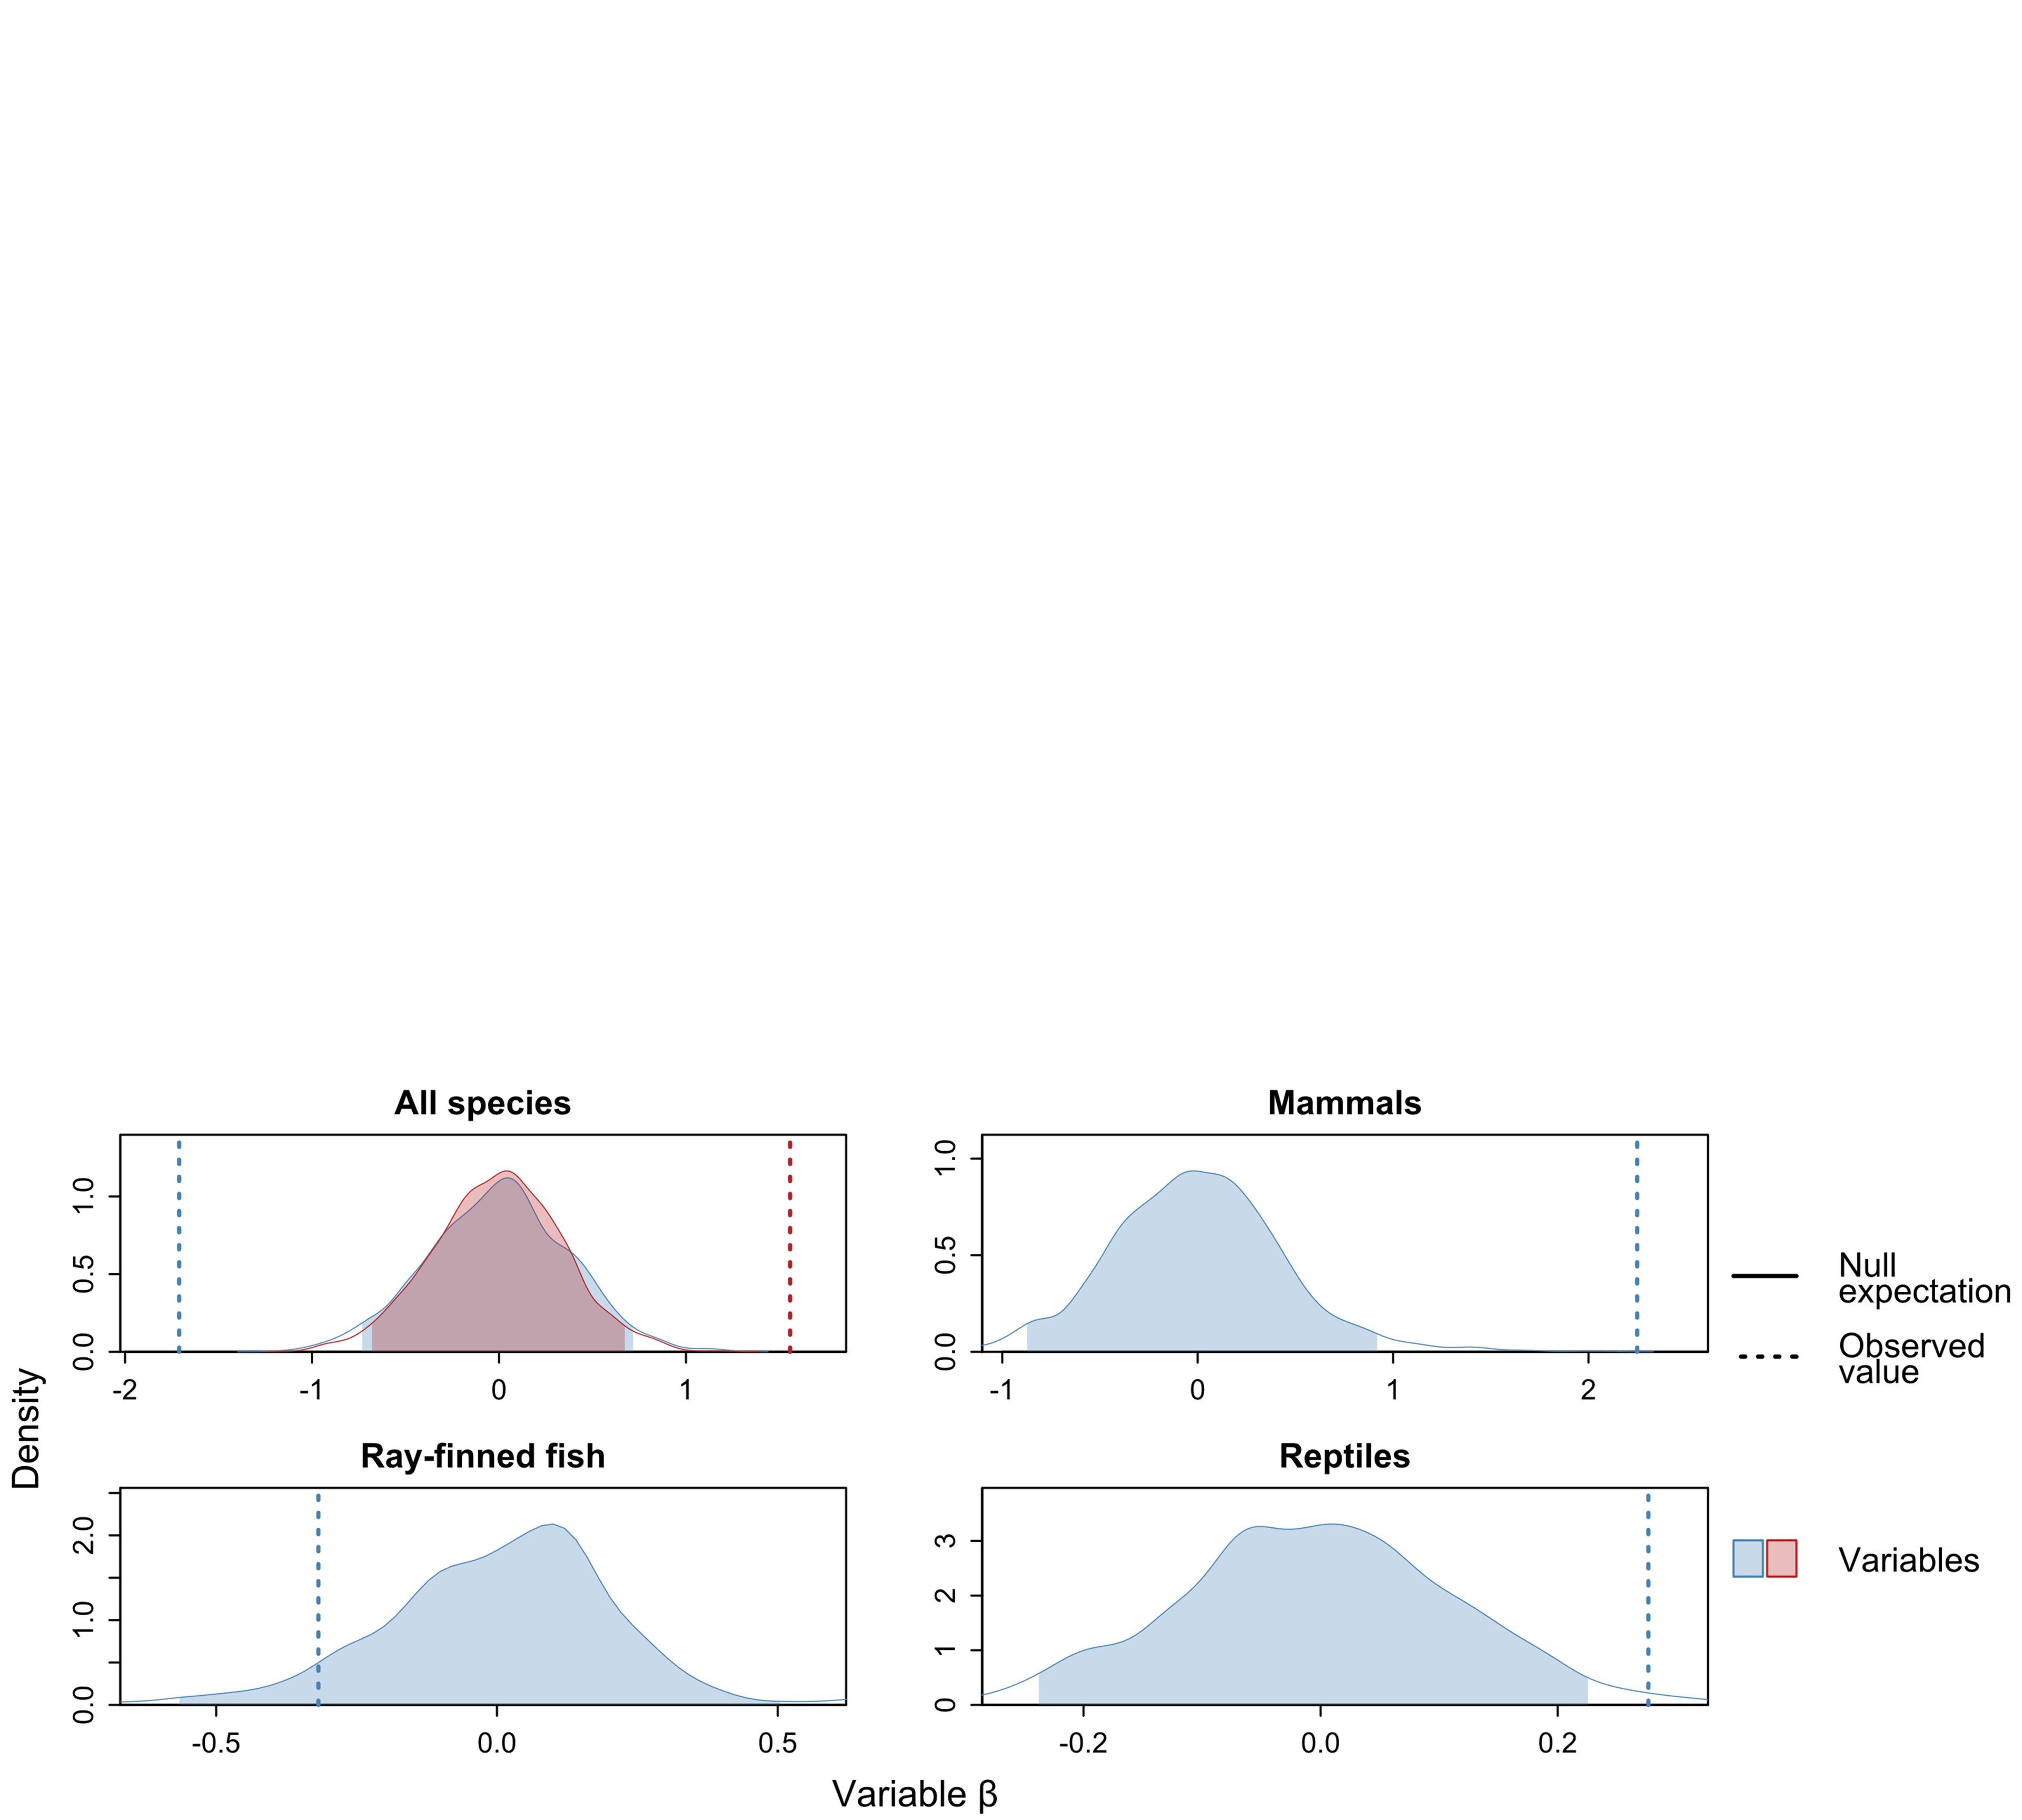 All species
Mammals
0.0 0.5 1.0
-2 -1 0 1
0.0 0.5 1.0
-1 0 1 2
Null
expectation
Observed
value
Density
Ray-finned fish
Reptiles
0.0 1.0 2.0
-0.5 0.0 0.5
0 1 2 3
-0.2 0.0 0.2
Variables
Variable β